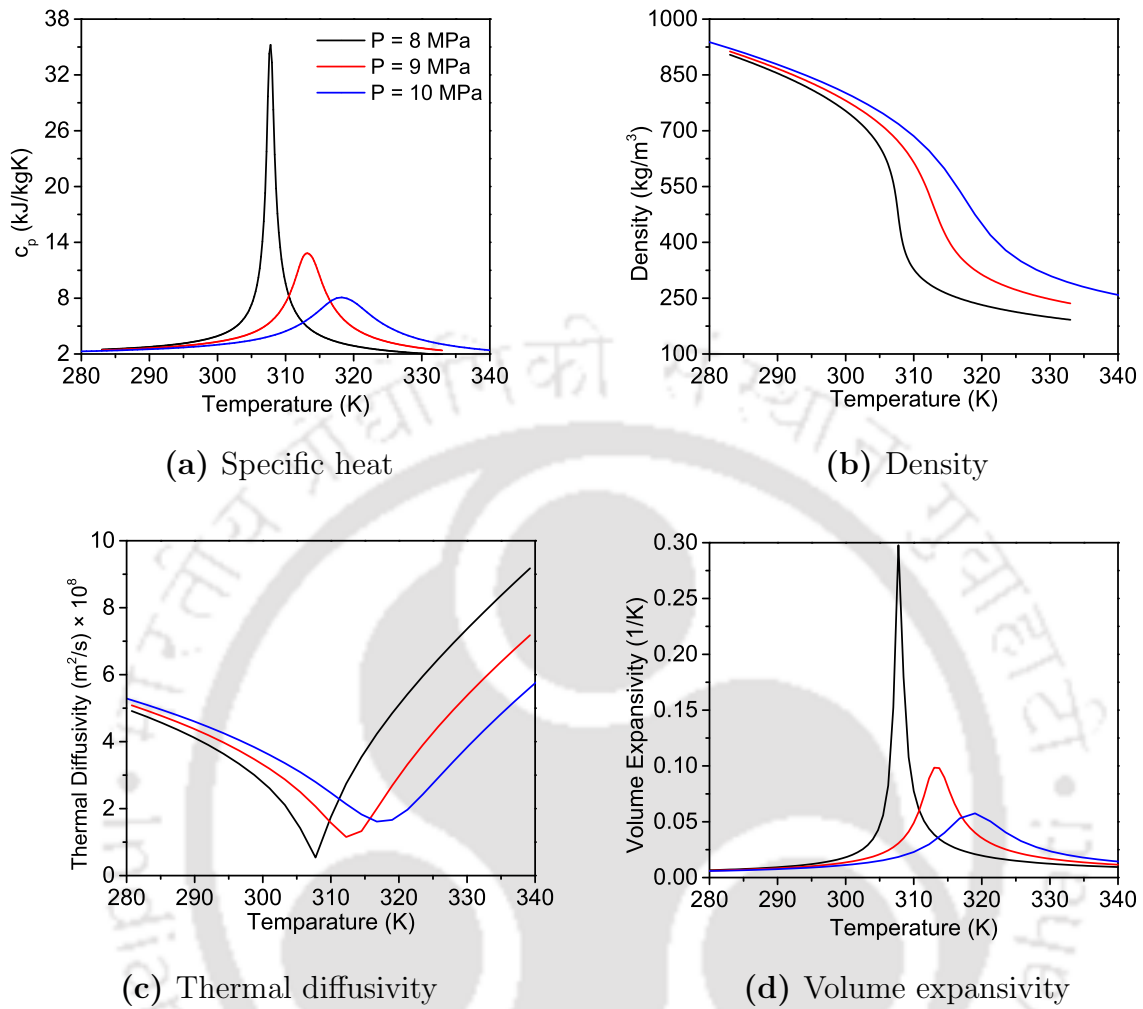 38
32
26
20
14
8
2
280 290 300 310 320 330 340
c_p (kJ/kgK)
Temperature (K)
P = 8 MPa
P = 9 MPa
P = 10 MPa
(a) Specific heat
1000
850
700
550
400
250
100
280 290 300 310 320 330 340
Density (kg/m³)
Temperature (K)
(b) Density
10
8
6
4
2
0
280 290 300 310 320 330 340
Thermal Diffusivity (m²/s) × 10⁸
Temparature (K)
(c) Thermal diffusivity
0.30
0.25
0.20
0.15
0.10
0.05
0.00
280 290 300 310 320 330 340
Volume Expansivity (1/K)
Temperature (K)
(d) Volume expansivity